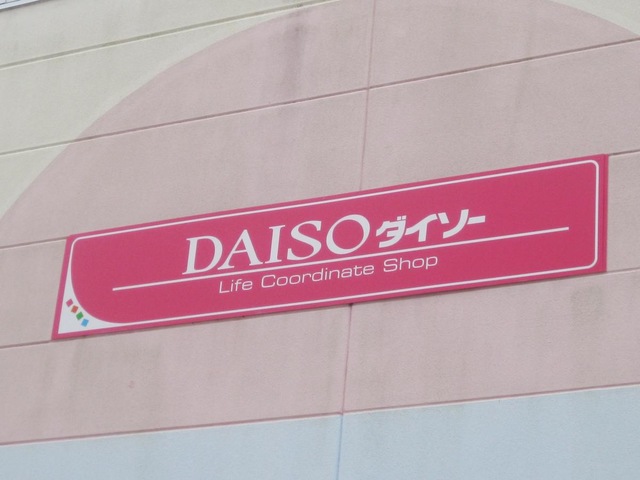 DAISOダイソー
Life Coordinate Shop